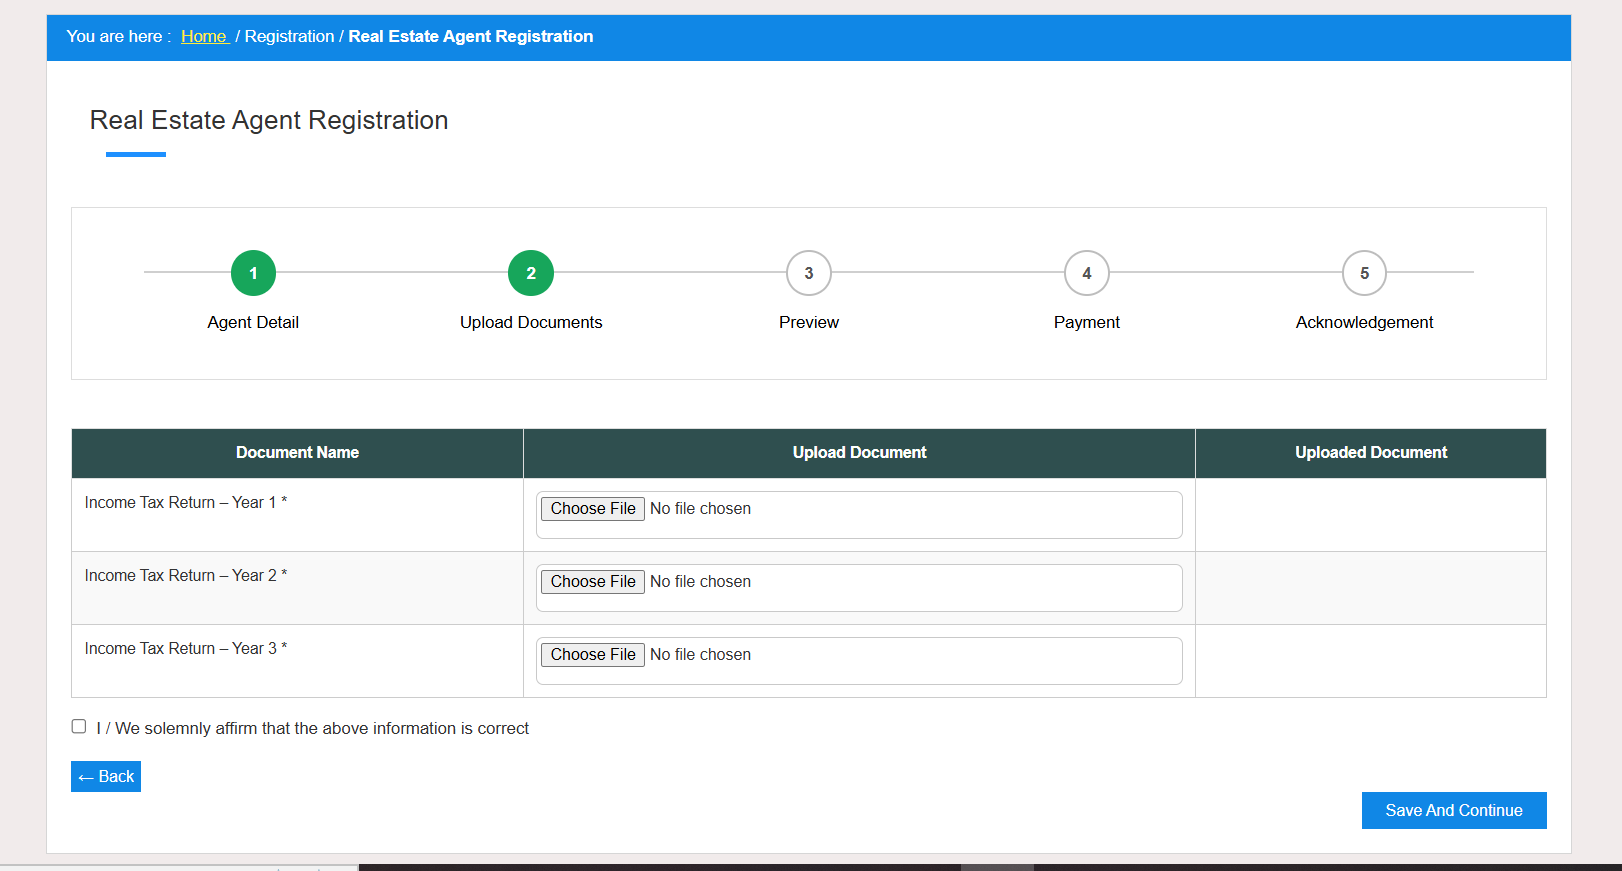 You are here : Home / Registration / Real Estate Agent Registration
Real Estate Agent Registration
1 2 3 4 5
Agent Detail Upload Documents Preview Payment Acknowledgement
Document Name Upload Document Uploaded Document
Income Tax Return – Year 1 * Choose File No file chosen
Income Tax Return – Year 2 * Choose File No file chosen
Income Tax Return – Year 3 * Choose File No file chosen
I / We solemnly affirm that the above information is correct
← Back
Save And Continue